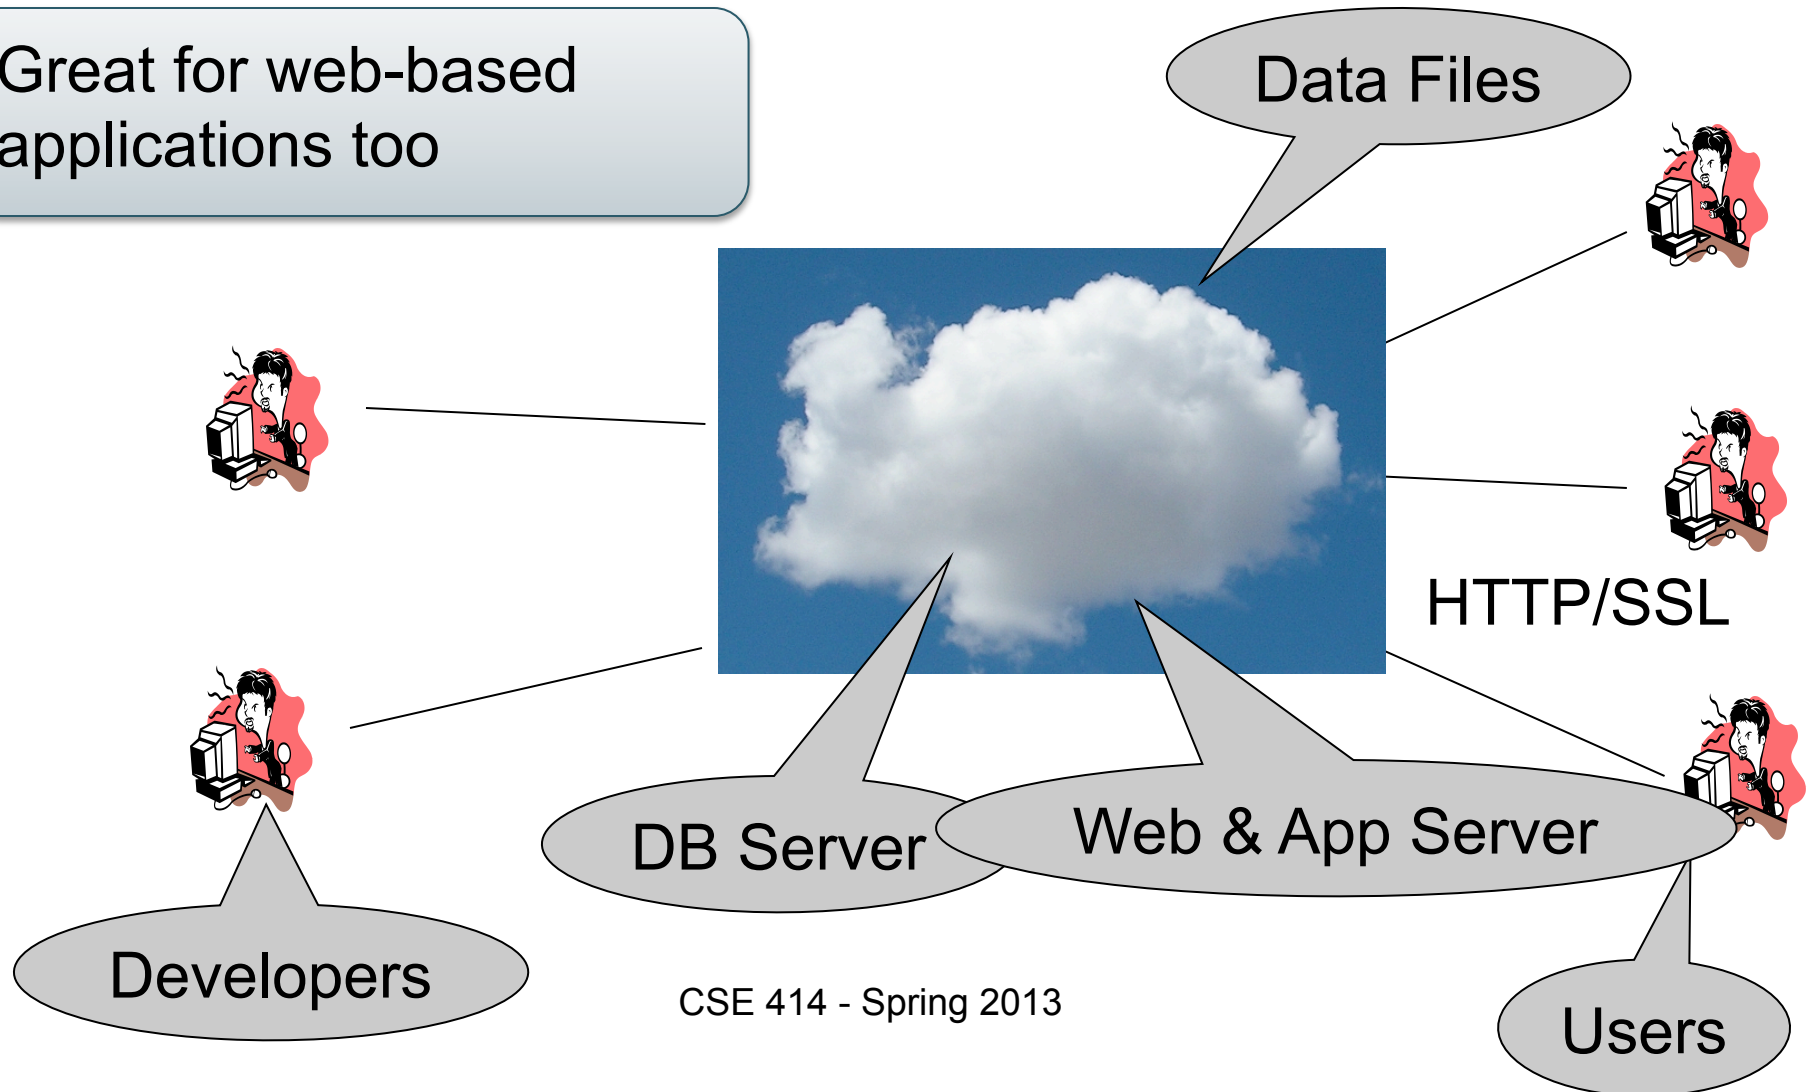 Great for web-based
applications too
Data Files
HTTP/SSL
DB Server
Web & App Server
Developers
CSE 414 - Spring 2013
Users